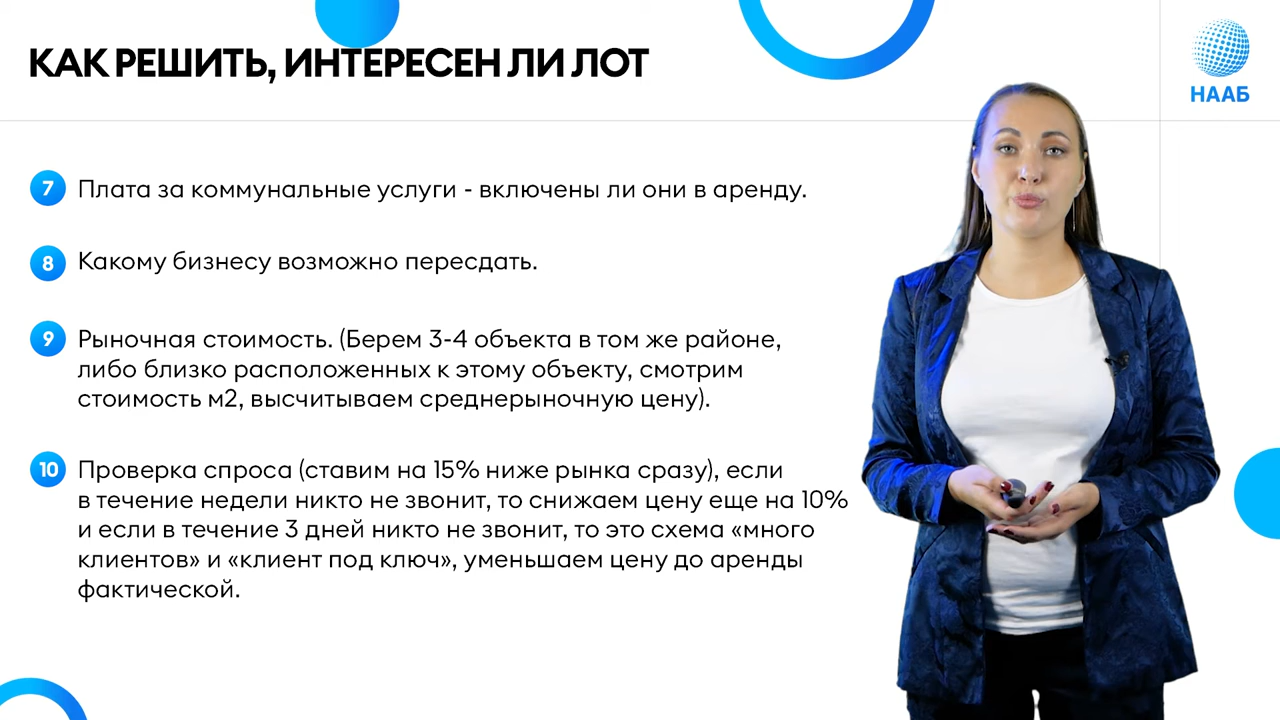 КАК РЕШИТЬ, ИНТЕРЕСЕН ЛИ ЛОТ
НААБ
7 Плата за коммунальные услуги - включены ли они в аренду.
8 Какому бизнесу возможно пересдать.
9 Рыночная стоимость. (Берем 3-4 объекта в том же районе,
либо близко расположенных к этому объекту, смотрим
стоимость м2, высчитываем среднерыночную цену).
10 Проверка спроса (ставим на 15% ниже рынка сразу), если
в течение недели никто не звонит, то снижаем цену еще на 10%
и если в течение 3 дней никто не звонит, то это схема «много
клиентов» и «клиент под ключ», уменьшаем цену до аренды
фактической.